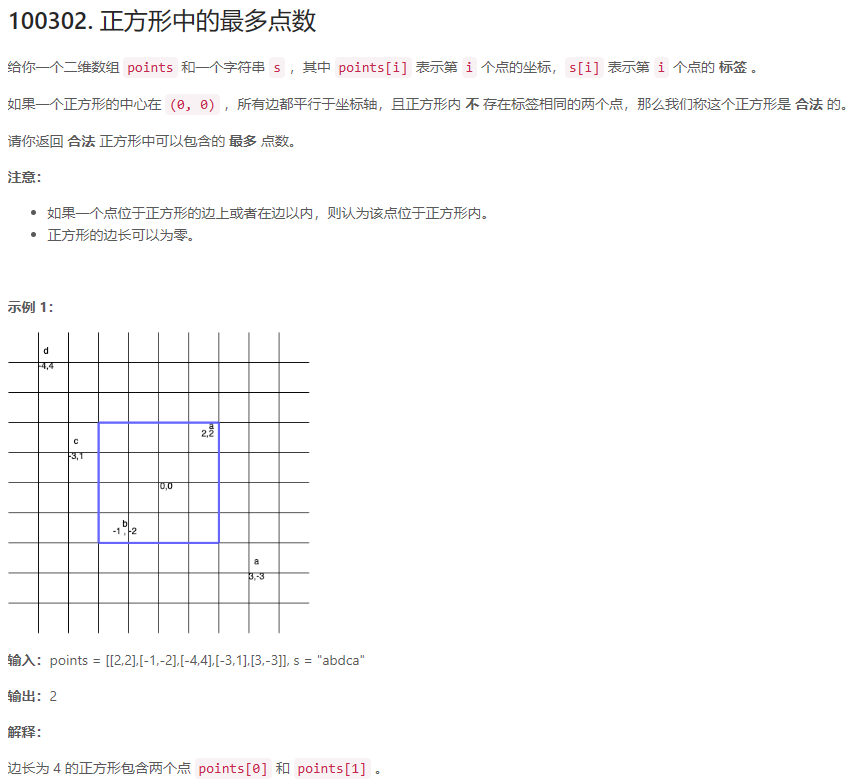 100302. 正方形中的最多点数
给你一个二维数组 points 和一个字符串 s ，其中 points[i] 表示第 i 个点的坐标，s[i] 表示第 i 个点的 标签 。
如果一个正方形的中心在 (0, 0) ，所有边都平行于坐标轴，且正方形内 不 存在标签相同的两个点，那么我们称这个正方形是 合法 的。
请你返回 合法 正方形中可以包含的 最多 点数。
注意：
• 如果一个点位于正方形的边上或者在边以内，则认为该点位于正方形内。
• 正方形的边长可以为零。
示例 1：
d
-4,4
a
2,2
c
-3,1
0,0
b
-1 , -2
a
3,-3
输入：points = [[2,2],[-1,-2],[-4,4],[-3,1],[3,-3]], s = "abdca"
输出：2
解释：
边长为 4 的正方形包含两个点 points[0] 和 points[1] 。